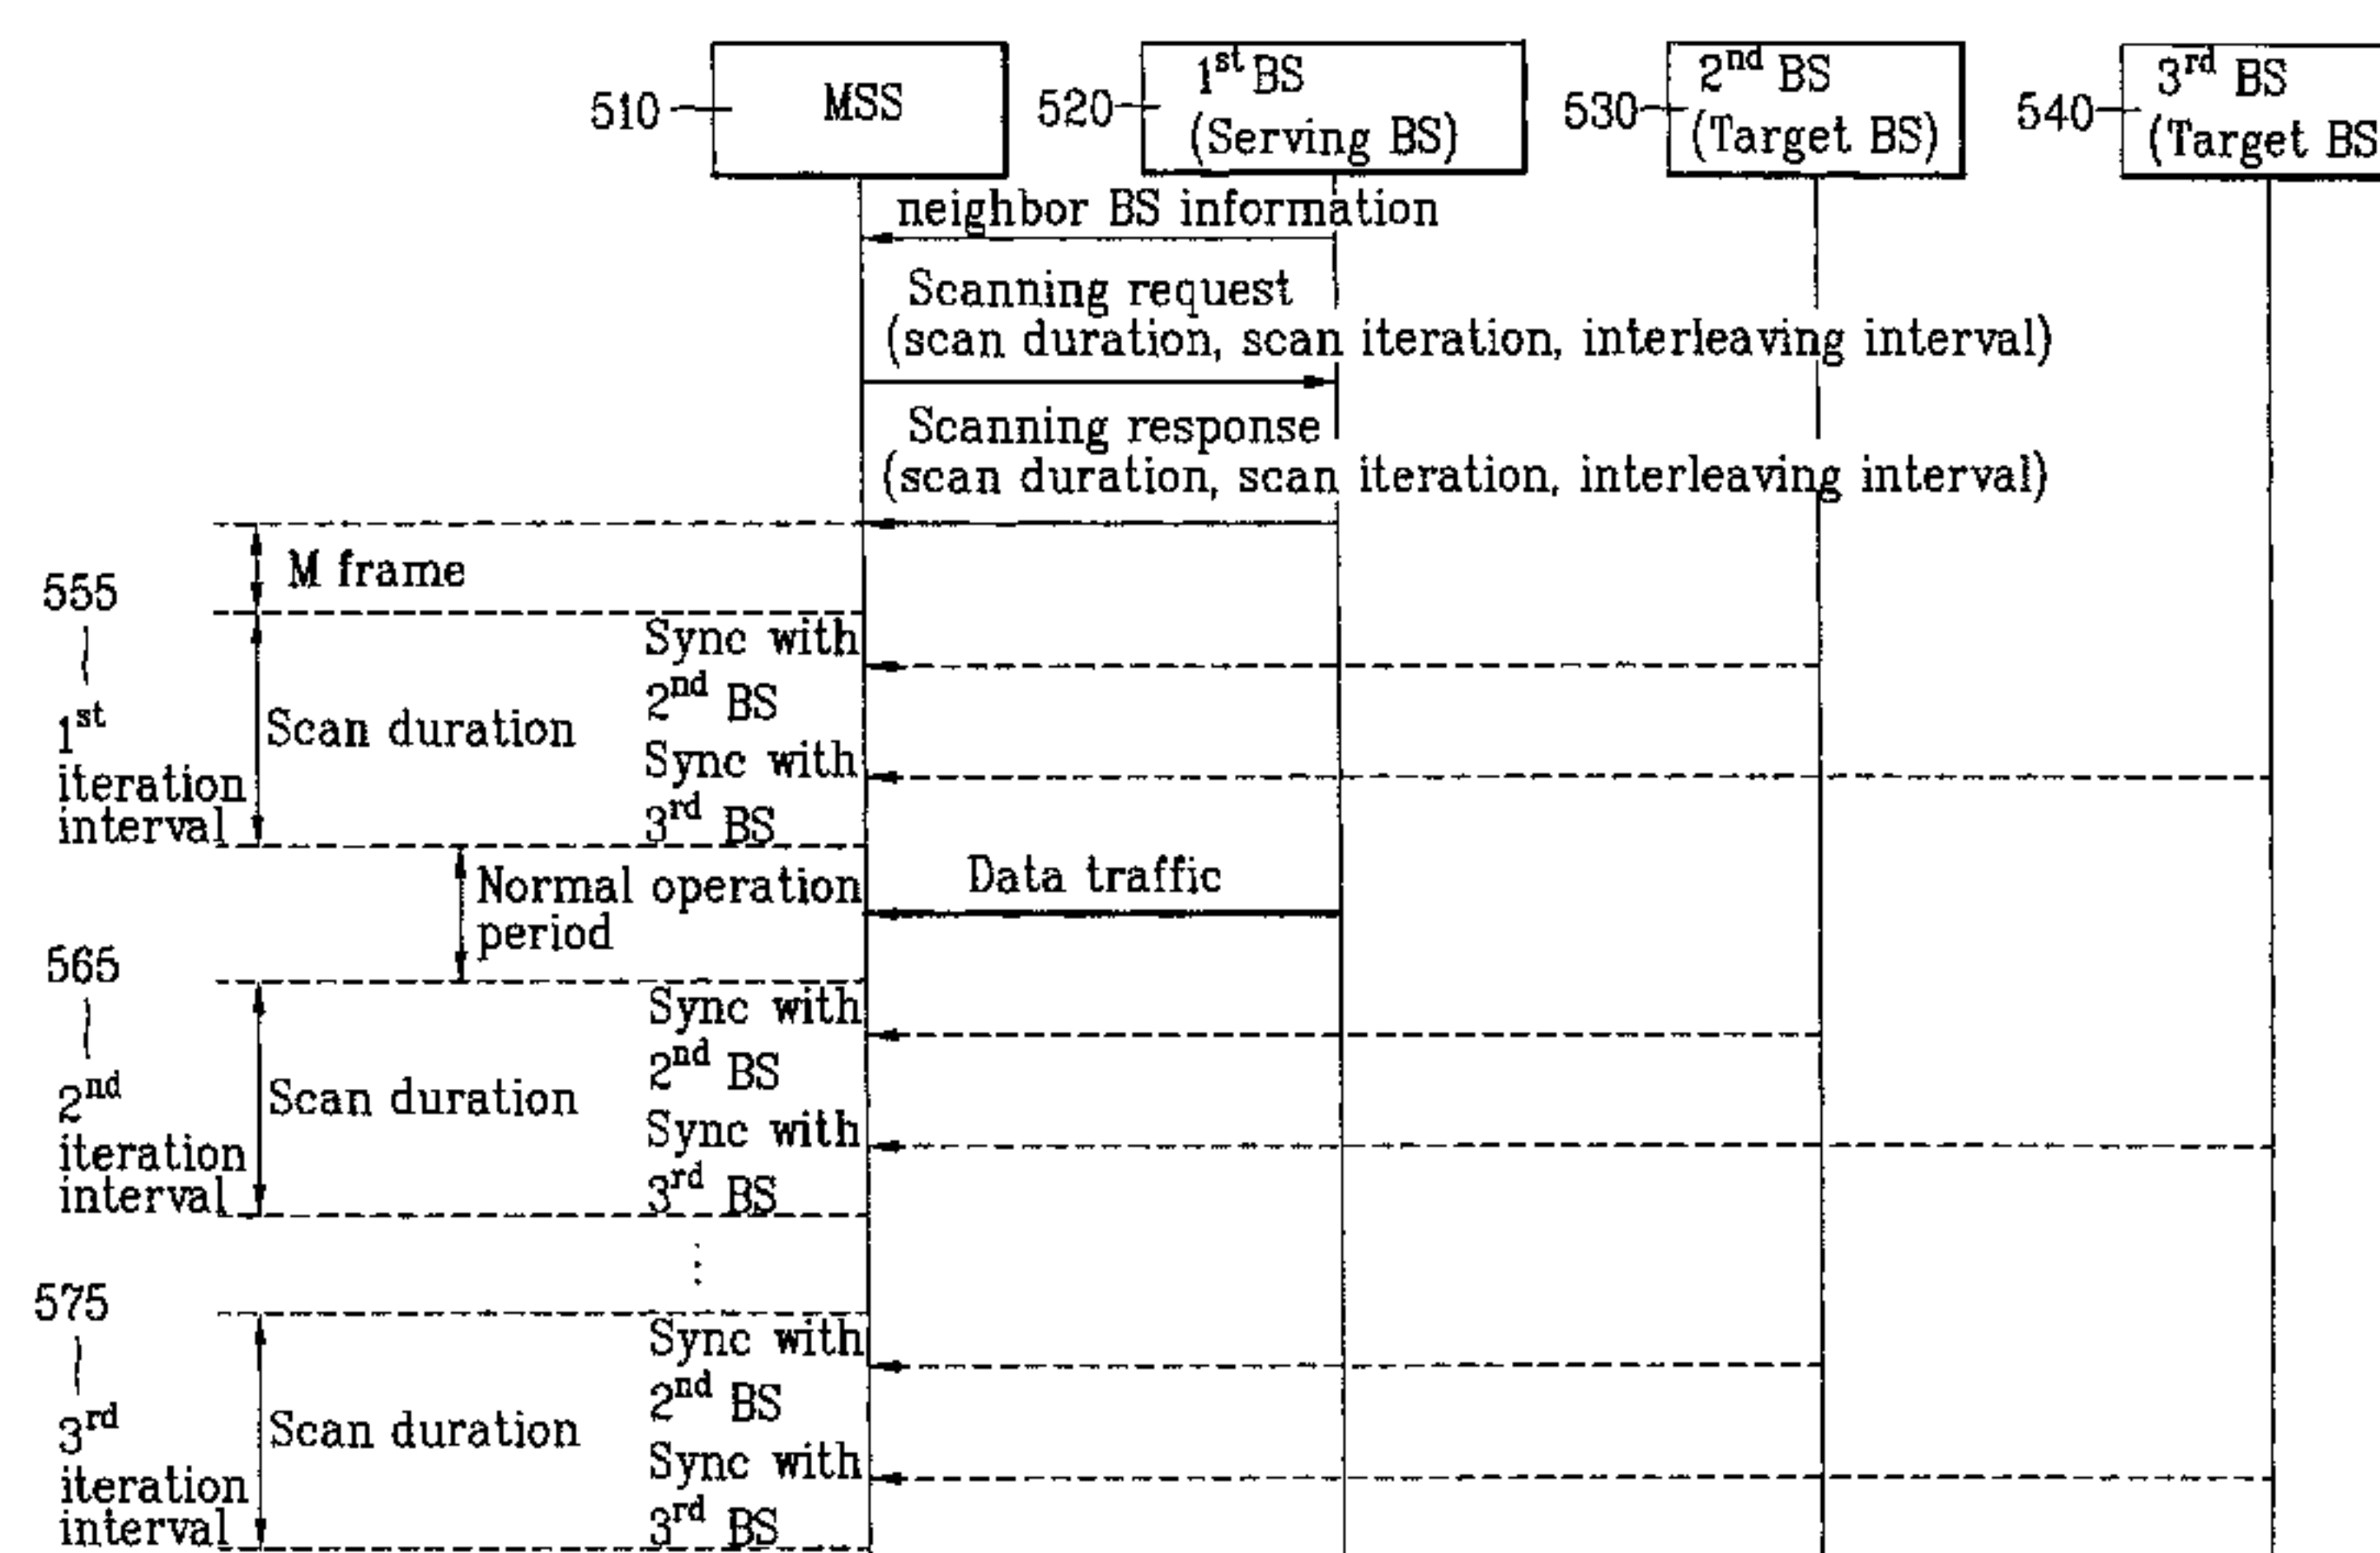 510
MSS
520
1st BS
(Serving BS)
530
2nd BS
(Target BS)
540
3rd BS
(Target BS
neighbor BS information
Scanning request
(scan duration, scan iteration, interleaving interval)
Scanning response
(scan duration, scan iteration, interleaving interval)
M frame
555
1st
iteration
interval
Scan duration
Sync with
2nd BS
Sync with
3rd BS
Normal operation
period
Data traffic
565
2nd
iteration
interval
Scan duration
Sync with
2nd BS
Sync with
3rd BS
575
3rd
iteration
interval
Scan duration
Sync with
2nd BS
Sync with
3rd BS